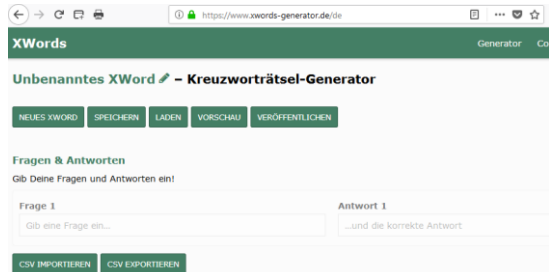 https://www.xwords-generator.de/de
XWords Generator Co
Unbenanntes XWord – Kreuzworträtsel-Generator
NEUES XWORD SPEICHERN LADEN VORSCHAU VERÖFFENTLICHEN
Fragen & Antworten
Gib Deine Fragen und Antworten ein!
Frage 1 Antwort 1
Gib eine Frage ein... ...und die korrekte Antwort
CSV IMPORTIEREN CSV EXPORTIEREN